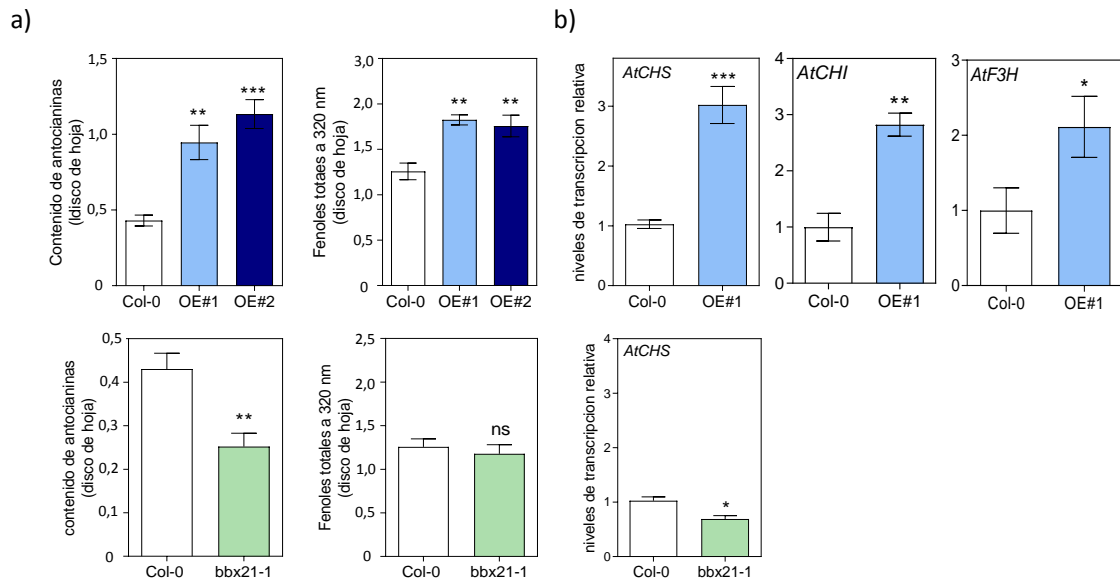 a)
b)
Contenido de antocianinas
(ldisco de hoja)
1,5
1,0
0,5
0
**
***
Col-0 OE#1 OE#2
Fenoles totaes a 320 nm
(disco de hoja)
2,5
2,0
1,5
1,0
0,5
0
**
**
Col-0 OE#1 OE#2
niveles de transcripcion relativa
AtCHS
3
2
1
0
***
Col-0 OE#1
AtCHI
4
3
2
1
0
**
Col-0 OE#1
AtF3H
3
2
1
0
*
Col-0 OE#1
contenido de antocianinas
(disco de hoja)
0,5
0,4
0,3
0,2
0,1
0
**
Col-0 bbx21-1
Fenoles totales a 320 nm
(disco de hoja)
2,5
2,0
1,5
1,0
0,5
0,0
ns
Col-0 bbx21-1
niveles de transcripcion relativa
AtCHS
4
3
2
1
0
*
Col-0 bbx21-1